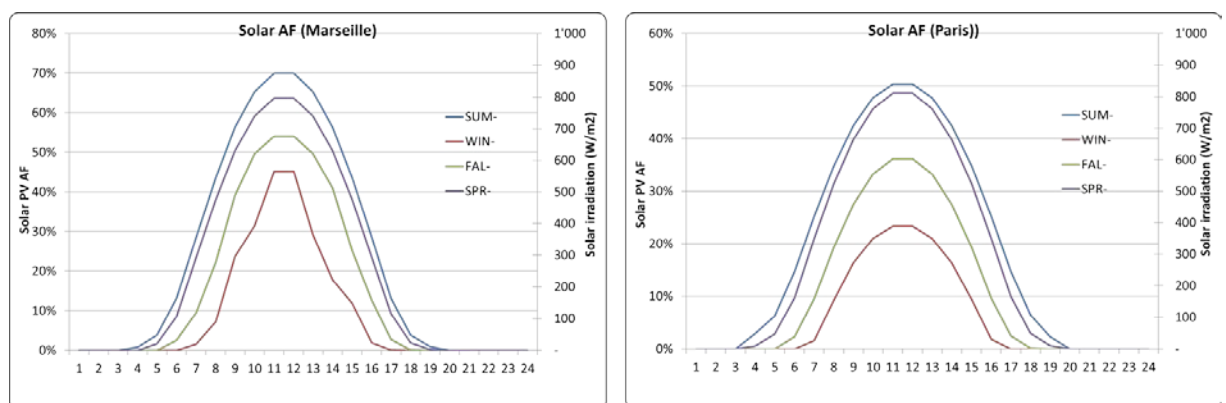 Solar AF (Marseille)
80%
70%
60%
50%
40%
30%
20%
10%
0%
Solar PV AF
1'000
900
800
700
600
500
400
300
200
100
-
Solar irradiation (W/m2)
SUM-
WIN-
FAL-
SPR-
1 2 3 4 5 6 7 8 9 10 11 12 13 14 15 16 17 18 19 20 21 22 23 24
Solar AF (Paris))
60%
50%
40%
30%
20%
10%
0%
Solar PV AF
1'000
900
800
700
600
500
400
300
200
100
-
Solar irradiation (W/m2)
SUM-
WIN-
FAL-
SPR-
1 2 3 4 5 6 7 8 9 10 11 12 13 14 15 16 17 18 19 20 21 22 23 24